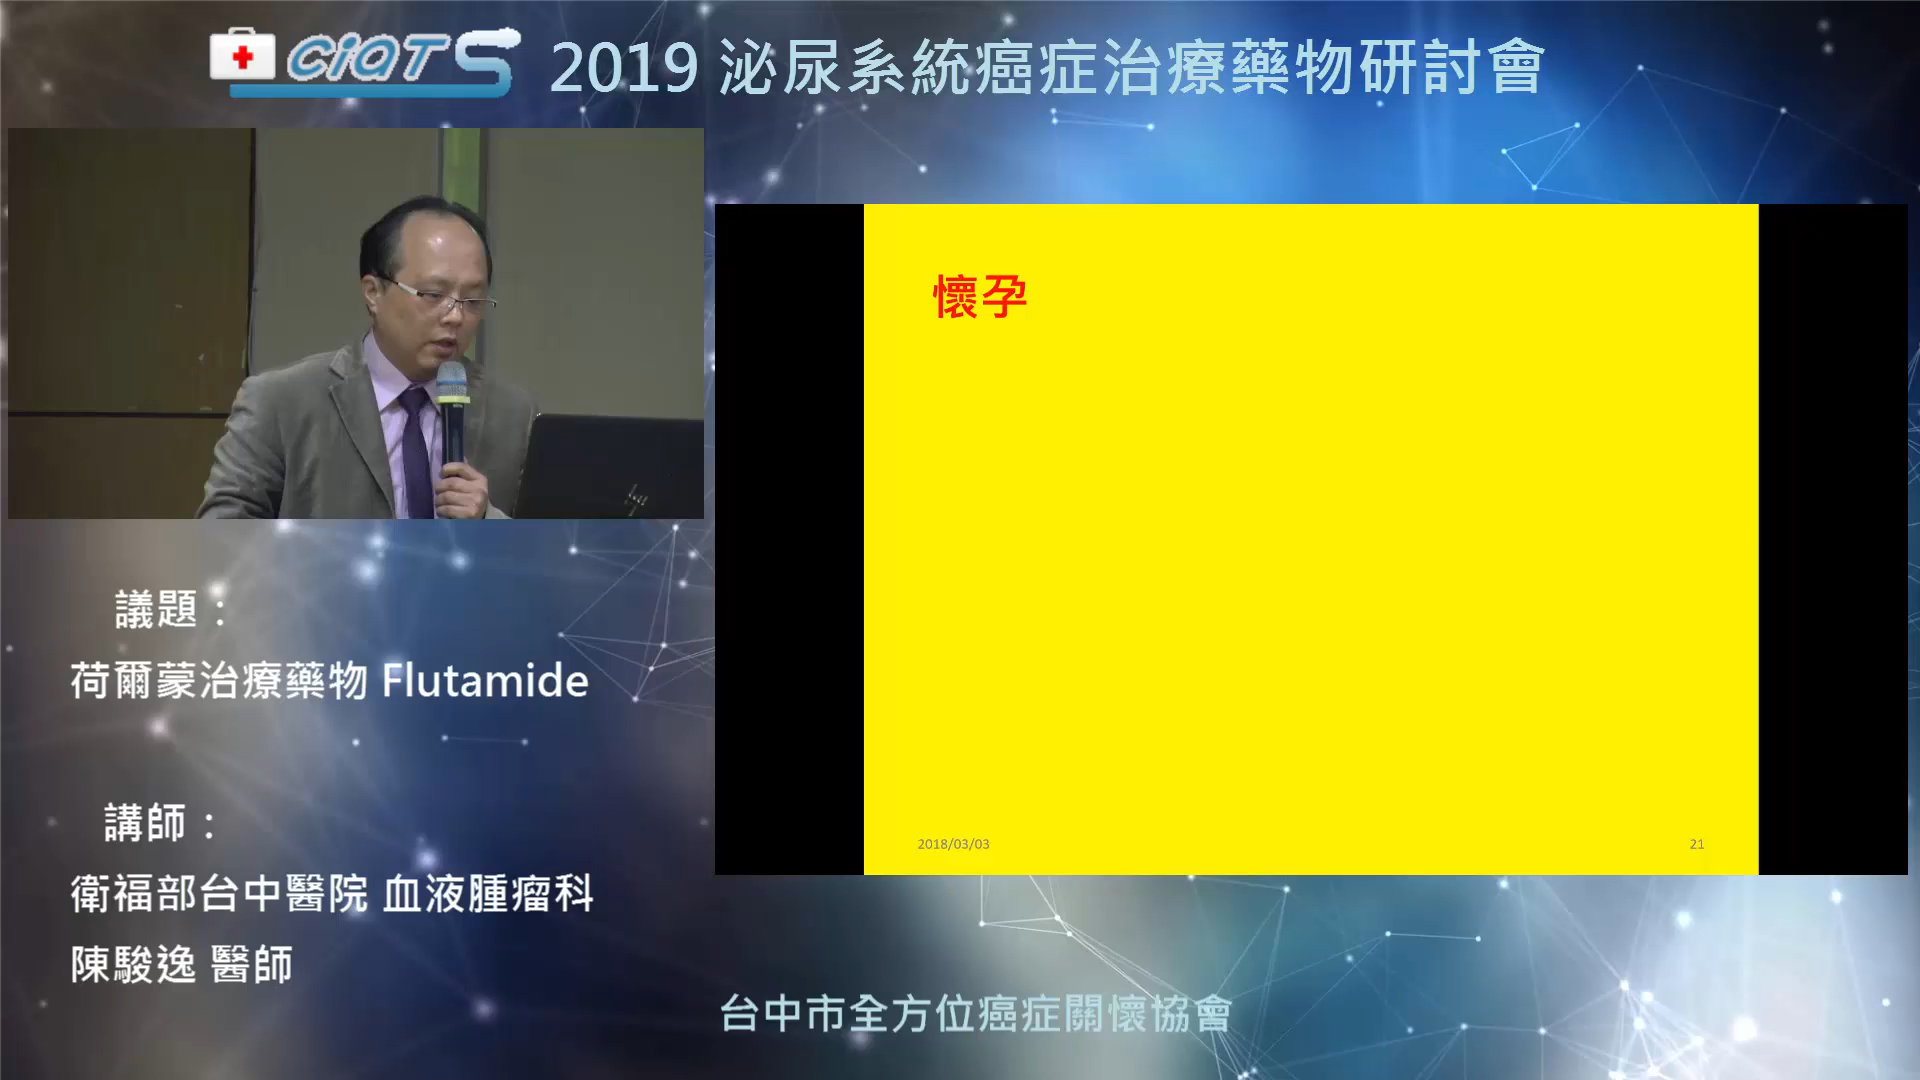 CiQTS 2019 泌尿系統癌症治療藥物研討會
懷孕
2018/03/03
21
hp
議題：
荷爾蒙治療藥物 Flutamide
講師：
衛福部台中醫院 血液腫瘤科
陳駿逸 醫師
台中市全方位癌症關懷協會